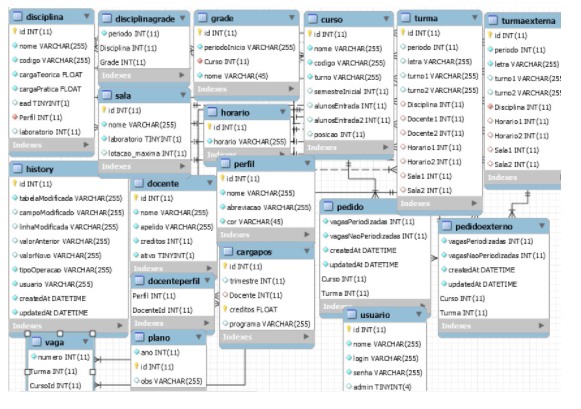 disciplina
id INT(11)
nome VARCHAR(255)
codigo VARCHAR(255)
cargaTeorica FLOAT
cargaPratica FLOAT
ead TINYINT(1)
Perfil INT(11)
laboratorio INT(11)
Indexes
disciplinagrade
periodo INT(11)
Disciplina INT(11)
Grade INT(11)
Indexes
grade
id INT(11)
periodoInicio VARCHAR(255)
Curso INT(11)
nome VARCHAR(45)
Indexes
curso
id INT(11)
nome VARCHAR(255)
codigo VARCHAR(255)
turno VARCHAR(255)
semestreInicial INT(11)
alunosEntrada INT(11)
alunosEntrada2 INT(11)
posicao INT(11)
Indexes
turma
id INT(11)
periodo INT(11)
letra VARCHAR(255)
turno1 VARCHAR(255)
turno2 VARCHAR(255)
Disciplina INT(11)
Docente1 INT(11)
Docente2 INT(11)
Horario1 INT(11)
Horario2 INT(11)
Sala1 INT(11)
Sala2 INT(11)
Indexes
turmaexterna
id INT(11)
periodo INT(11)
letra VARCHAR(255)
turno1 VARCHAR(255)
turno2 VARCHAR(255)
Disciplina INT(11)
Horario1 INT(11)
Horario2 INT(11)
Sala1 INT(11)
Sala2 INT(11)
Indexes
sala
id INT(11)
nome VARCHAR(255)
laboratorio TINYINT(1)
lotacao_maxima INT(11)
Indexes
horario
id INT(11)
horario VARCHAR(255)
Indexes
history
id INT(11)
tabelaModificada VARCHAR(255)
campoModificado VARCHAR(255)
linhaModificada VARCHAR(255)
valorAnterior VARCHAR(255)
valorNovo VARCHAR(255)
tipoOperacao VARCHAR(255)
usuario VARCHAR(255)
createdAt DATETIME
updatedAt DATETIME
Indexes
docente
id INT(11)
nome VARCHAR(255)
apelido VARCHAR(255)
creditos INT(11)
ativo TINYINT(1)
perfil
id INT(11)
nome VARCHAR(255)
abreviacao VARCHAR(255)
cor VARCHAR(45)
Indexes
pedido
vagasPeriodizadas INT(11)
vagasNaoPeriodizadas INT(11)
createdAt DATETIME
updatedAt DATETIME
Curso INT(11)
Turma INT(11)
Indexes
pedidoexterno
vagasPeriodizadas INT(11)
vagasNaoPeriodizadas INT(11)
createdAt DATETIME
updatedAt DATETIME
Curso INT(11)
Turma INT(11)
Indexes
docenteperfil
Perfil INT(11)
DocenteId INT(11)
Indexes
cargapos
id INT(11)
trimestre INT(11)
Docente INT(11)
creditos FLOAT
programa VARCHAR(255)
Indexes
vaga
numero INT(11)
Turma INT(11)
CursoId INT(11)
plano
ano INT(11)
id INT(11)
obs VARCHAR(255)
usuario
id INT(11)
nome VARCHAR(255)
login VARCHAR(255)
senha VARCHAR(255)
admin TINYINT(4)